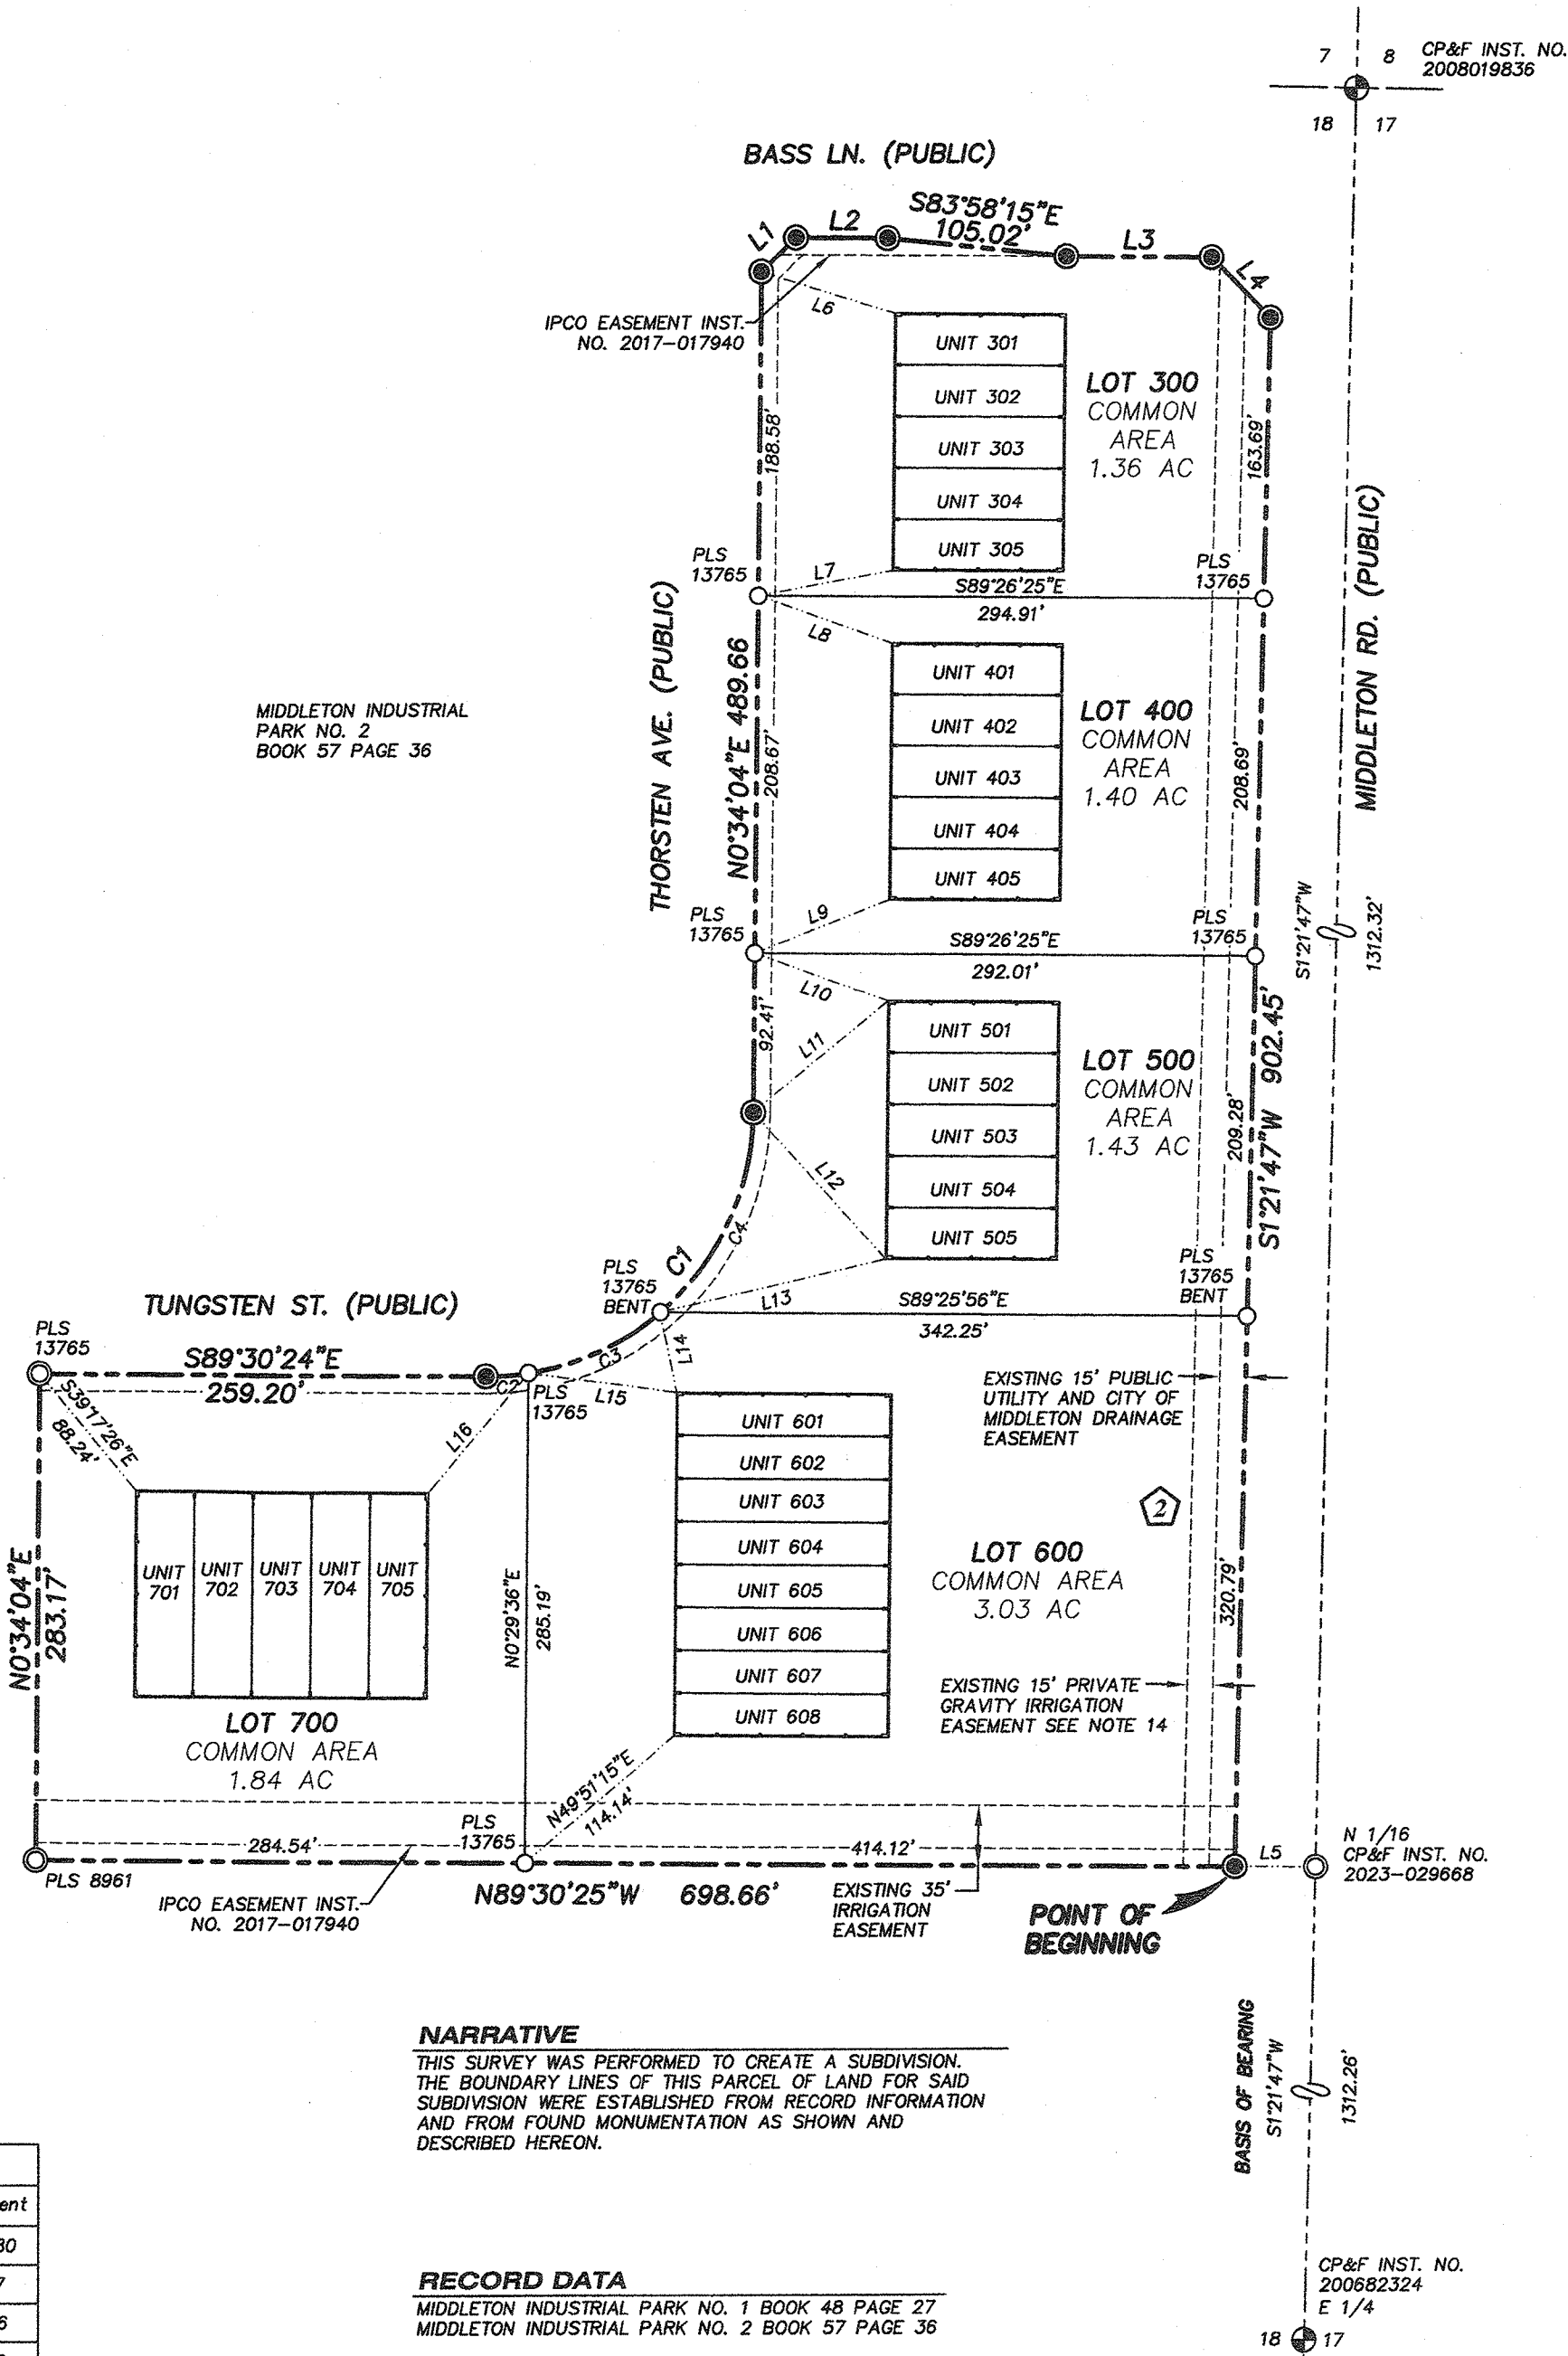 7
8
CP&F INST. NO.
2008019836
18
17
BASS LN. (PUBLIC)
L1
L2
S83°58'15"E
105.02'
L3
L4
IPCO EASEMENT INST.
NO. 2017-017940
L6
188.58'
UNIT 301
UNIT 302
UNIT 303
UNIT 304
UNIT 305
LOT 300
COMMON
AREA
1.36 AC
163.69'
MIDDLETON RD. (PUBLIC)
PLS
13765
L7
S89°26'25"E
294.91'
PLS
13765
L8
THORSTEN AVE. (PUBLIC)
N0°34'04"E 489.66
208.67'
UNIT 401
UNIT 402
UNIT 403
UNIT 404
UNIT 405
LOT 400
COMMON
AREA
1.40 AC
208.69'
MIDDLETON INDUSTRIAL
PARK NO. 2
BOOK 57 PAGE 36
S1°21'47"W
1312.32'
PLS
13765
L9
S89°26'25"E
292.01'
PLS
13765
L10
92.41'
L11
UNIT 501
UNIT 502
UNIT 503
UNIT 504
UNIT 505
LOT 500
COMMON
AREA
1.43 AC
209.28'
S1°21'47"W 902.45'
L12
C4
C1
PLS
13765
BENT
L13
S89°25'56"E
342.25'
PLS
13765
BENT
TUNGSTEN ST. (PUBLIC)
PLS
13765
S89°30'24"E
259.20'
C2
C3
PLS
13765
L14
L15
S39°17'26"E
88.24'
L16
EXISTING 15' PUBLIC
UTILITY AND CITY OF
MIDDLETON DRAINAGE
EASEMENT
UNIT 601
UNIT 602
UNIT 603
UNIT 604
UNIT 605
UNIT 606
UNIT 607
UNIT 608
2
LOT 600
COMMON AREA
3.03 AC
320.79'
N0°34'04"E
283.17'
UNIT
701
UNIT
702
UNIT
703
UNIT
704
UNIT
705
N0°29'36"E
285.19'
LOT 700
COMMON AREA
1.84 AC
EXISTING 15' PRIVATE
GRAVITY IRRIGATION
EASEMENT SEE NOTE 14
N49°51'15"E
114.14'
PLS
13765
284.54'
414.12'
L5
N 1/16
CP&F INST. NO.
2023-029668
PLS 8961
IPCO EASEMENT INST.
NO. 2017-017940
N89°30'25"W 698.66'
EXISTING 35'
IRRIGATION
EASEMENT
POINT OF
BEGINNING
NARRATIVE
THIS SURVEY WAS PERFORMED TO CREATE A SUBDIVISION.
THE BOUNDARY LINES OF THIS PARCEL OF LAND FOR SAID
SUBDIVISION WERE ESTABLISHED FROM RECORD INFORMATION
AND FROM FOUND MONUMENTATION AS SHOWN AND
DESCRIBED HEREON.
BASIS OF BEARING
S1°21'47"W
1312.26'
ent
30
7
6
RECORD DATA
MIDDLETON INDUSTRIAL PARK NO. 1 BOOK 48 PAGE 27
MIDDLETON INDUSTRIAL PARK NO. 2 BOOK 57 PAGE 36
CP&F INST. NO.
200682324
E 1/4
18
17